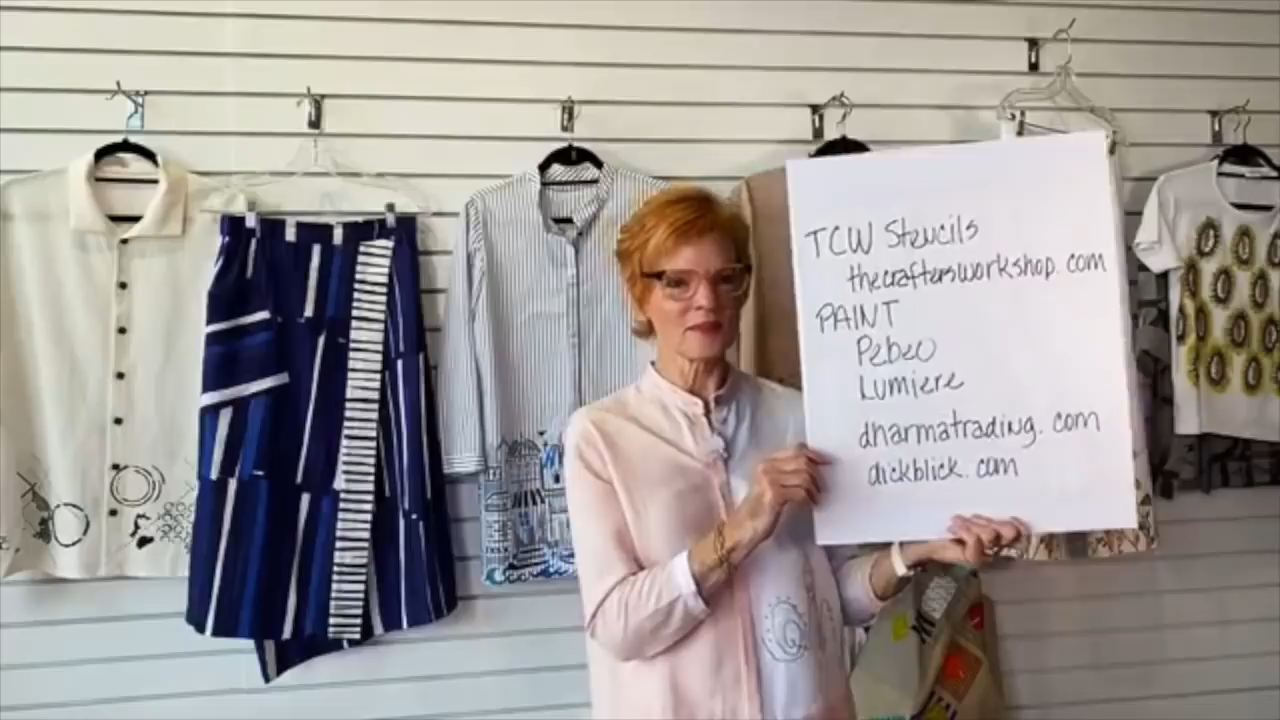 TCW Stencils
thecraftersworkshop.com
PAINT
Pebeo
Lumiere
dharmatrading.com
dickblick.com